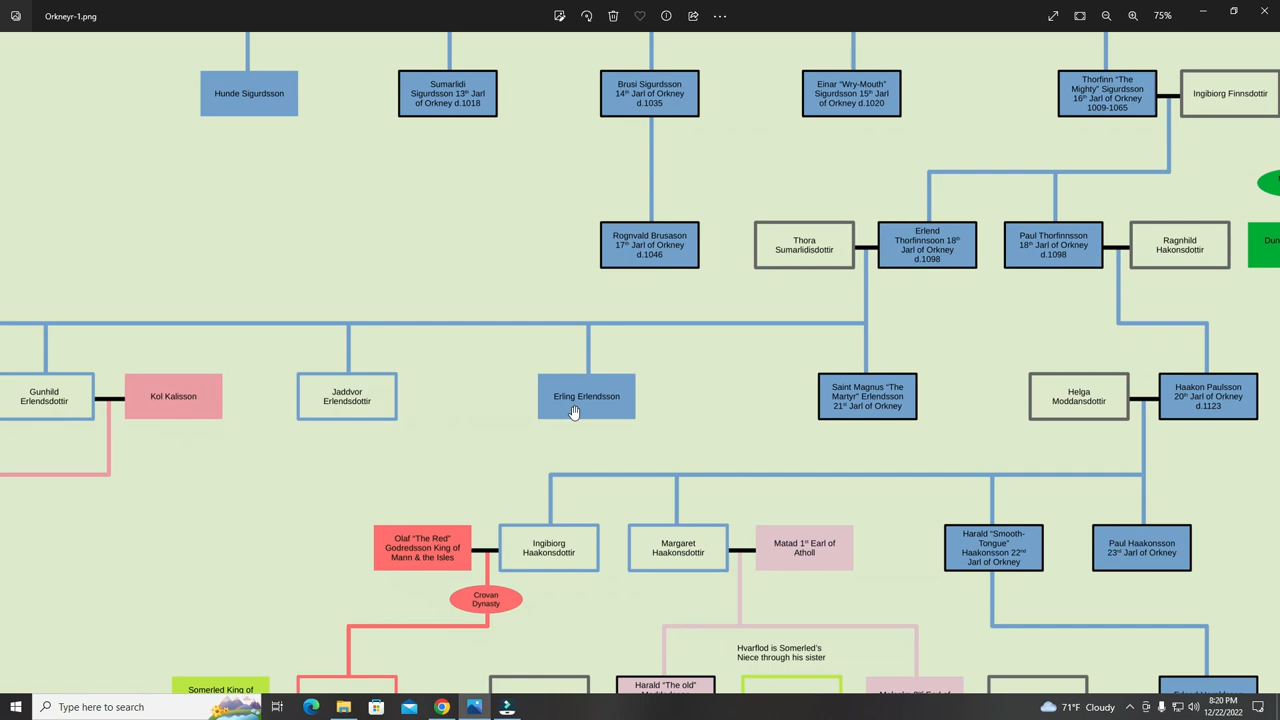 Orkneyr-1.png
75%
Hunde Sigurdsson
Sumarlidi
Sigurdsson 13th Jarl
of Orkney d.1018
Brusi Sigurdsson
14th Jarl of Orkney
d.1035
Einar "Wry-Mouth"
Sigurdsson 15th Jarl
of Orkney d.1020
Thorfinn “The
Mighty” Sigurdsson
16th Jarl of Orkney
1009-1065
Ingibiorg Finnsdottir
Rognvald Brusason
17th Jarl of Orkney
d.1046
Thora
Sumarlidisdottir
Erlend
Thorfinnsoon 18th
Jarl of Orkney
d.1098
Paul Thorfinnsson
18th Jarl of Orkney
d.1098
Ragnhild
Hakonsdottir
Gunhild
Erlendsdottir
Kol Kalisson
Jaddvor
Erlendsdottir
Erling Erlendsson
Saint Magnus “The
Martyr” Erlendsson
21st Jarl of Orkney
Helga
Moddansdottir
Haakon Paulsson
20th Jarl of Orkney
d.1123
Olaf “The Red”
Godredsson King of
Mann & the Isles
Ingibiorg
Haakonsdottir
Margaret
Haakonsdottir
Matad 1st Earl of
Atholl
Harald “Smooth-
Tongue”
Haakonsson 22nd
Jarl of Orkney
Paul Haakonsson
23rd Jarl of Orkney
Crovan
Dynasty
Hvarflod is Somerled’s
Niece through his sister
Somerled King of
Harald “The old”
Type here to search
71°F Cloudy
8:20 PM
12/22/2022